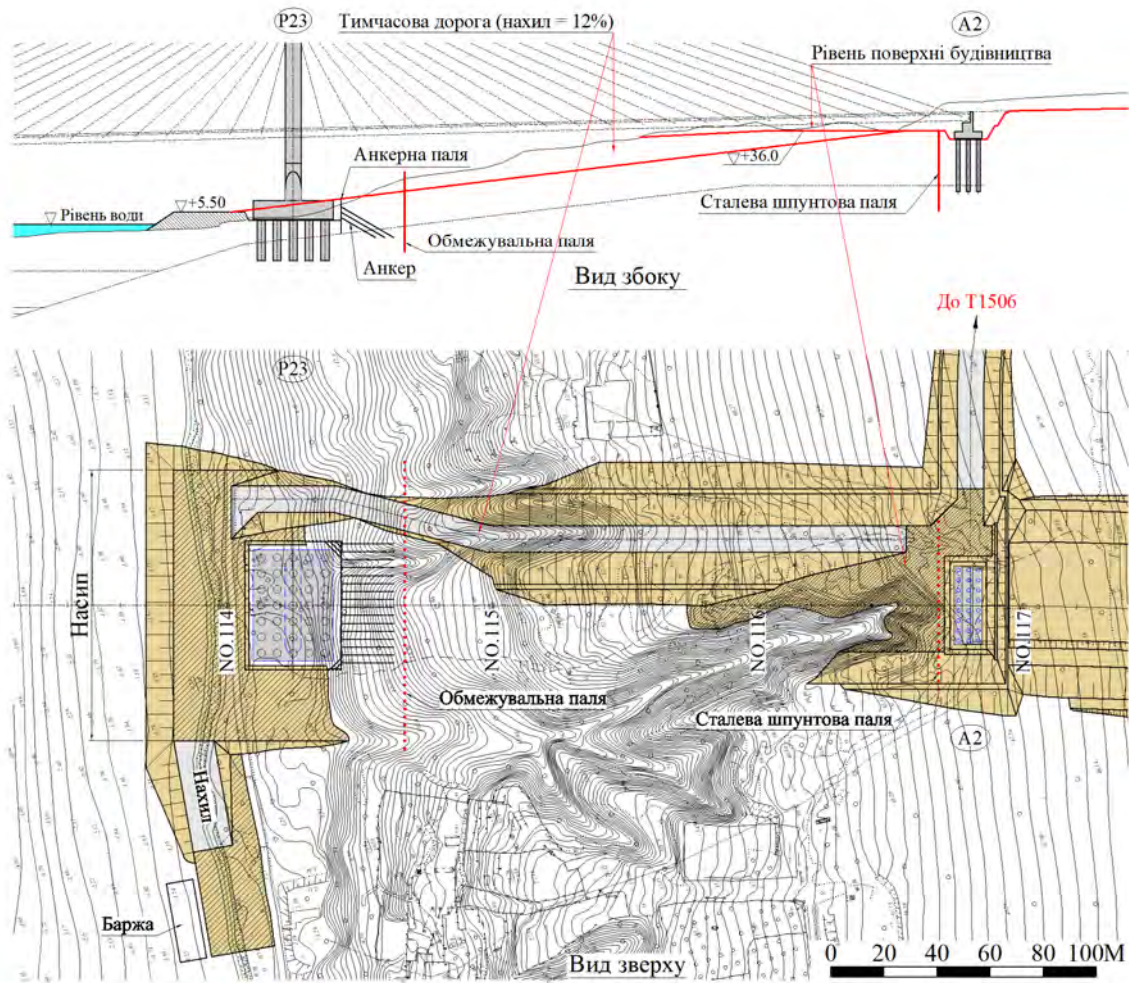 P23
Тимчасова дорога (нахил = 12%)
A2
Рівень поверхні будівництва
Анкерна паля
+36.0
+5.50
Рівень води
Сталева шпунтова паля
Обмежувальна паля
Анкер
Вид збоку
До Т1506
P23
Насип
NO.114
NO.115
NO.116
NO.117
Обмежувальна паля
Сталева шпунтова паля
A2
Нахил
Баржа
Вид зверху
0 20 40 60 80 100М